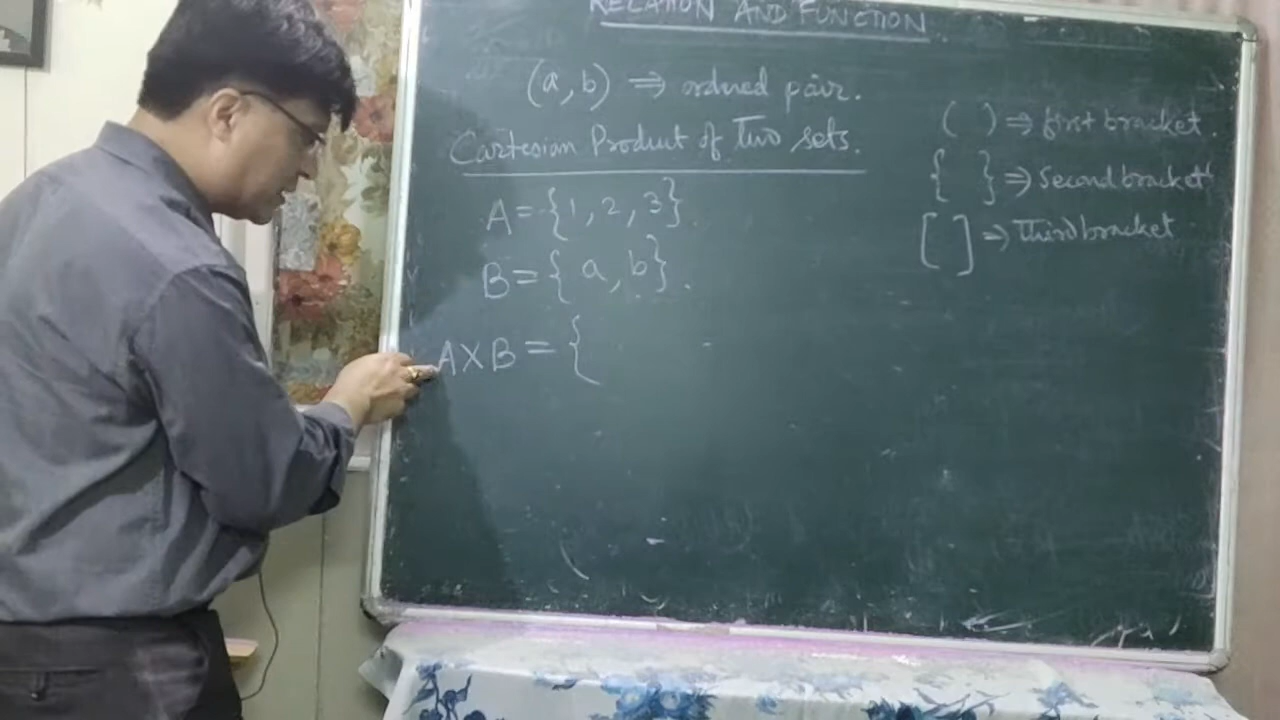 RELATION AND FUNCTION
(a, b) ⇒ ordered pair.
Cartesian Product of Two sets.
A = {1, 2, 3}
B = { a, b}.
A X B = {
( ) ⇒ first bracket.
{ } ⇒ Second bracket
[ ] ⇒ Third bracket